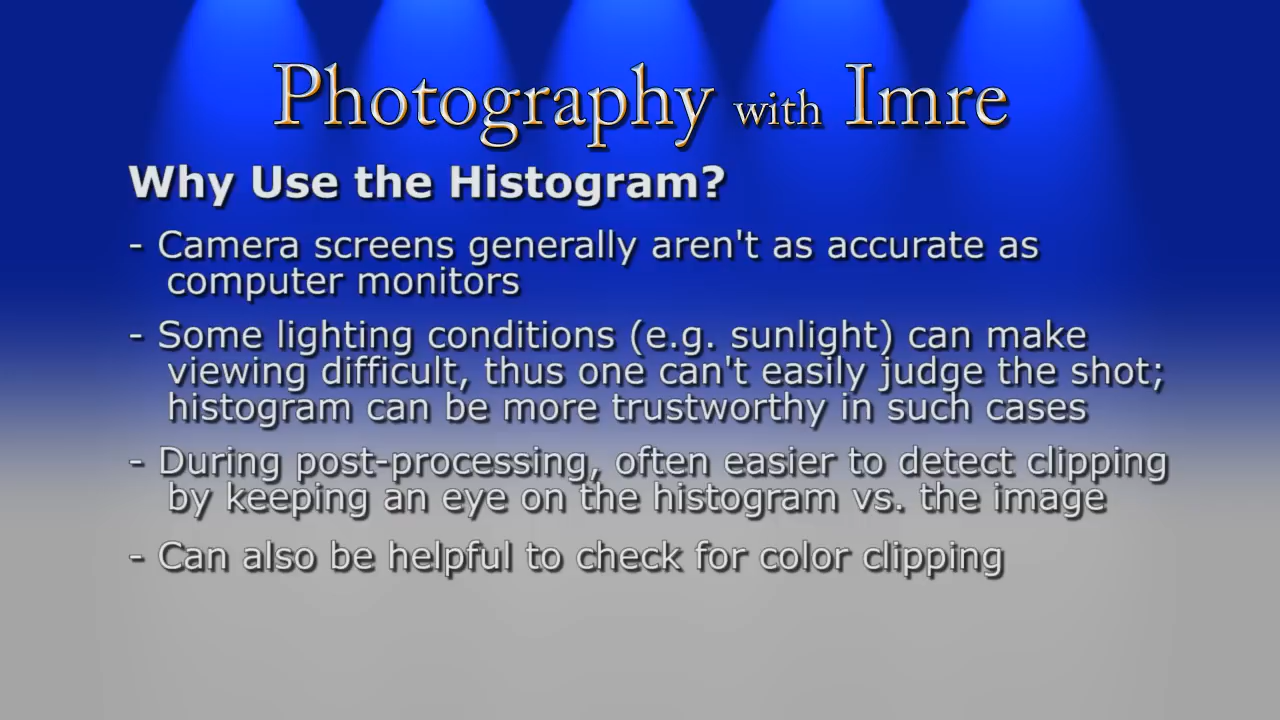 Photography with Imre
Why Use the Histogram?
- Camera screens generally aren't as accurate as
computer monitors
- Some lighting conditions (e.g. sunlight) can make
viewing difficult, thus one can't easily judge the shot;
histogram can be more trustworthy in such cases
- During post-processing, often easier to detect clipping
by keeping an eye on the histogram vs. the image
- Can also be helpful to check for color clipping